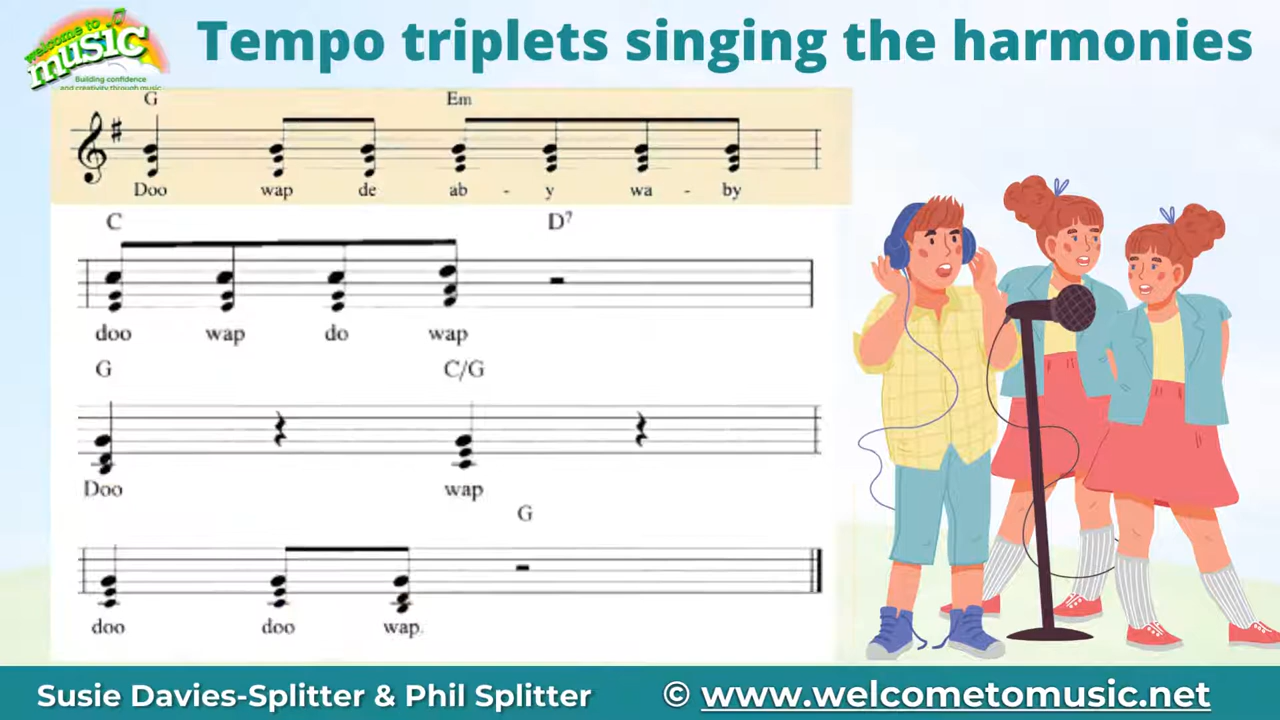 welcome to
music
Building confidence
and creativity through music
Tempo triplets singing the harmonies
G Em
Doo wap de ab - y wa - by
C D7
doo wap do wap
G C/G
Doo wap
G
doo doo wap.
Susie Davies-Splitter & Phil Splitter © www.welcometomusic.net